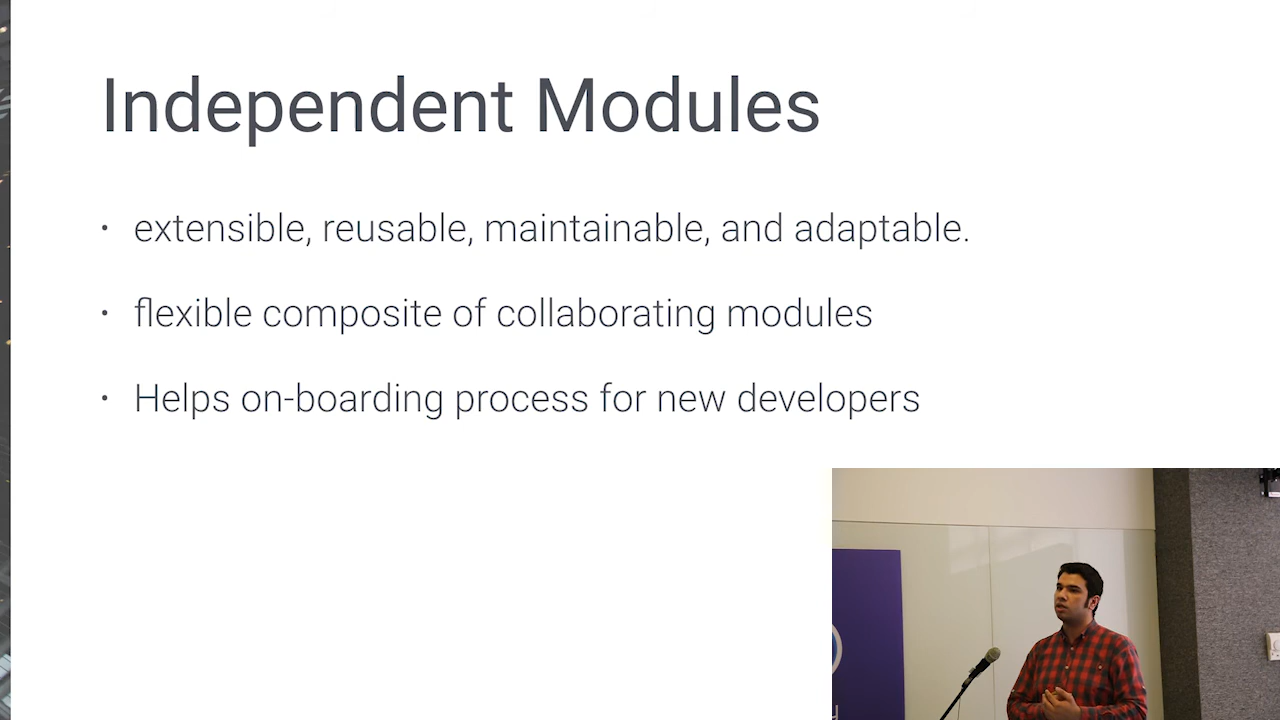 Independent Modules
• extensible, reusable, maintainable, and adaptable.
• flexible composite of collaborating modules
• Helps on-boarding process for new developers